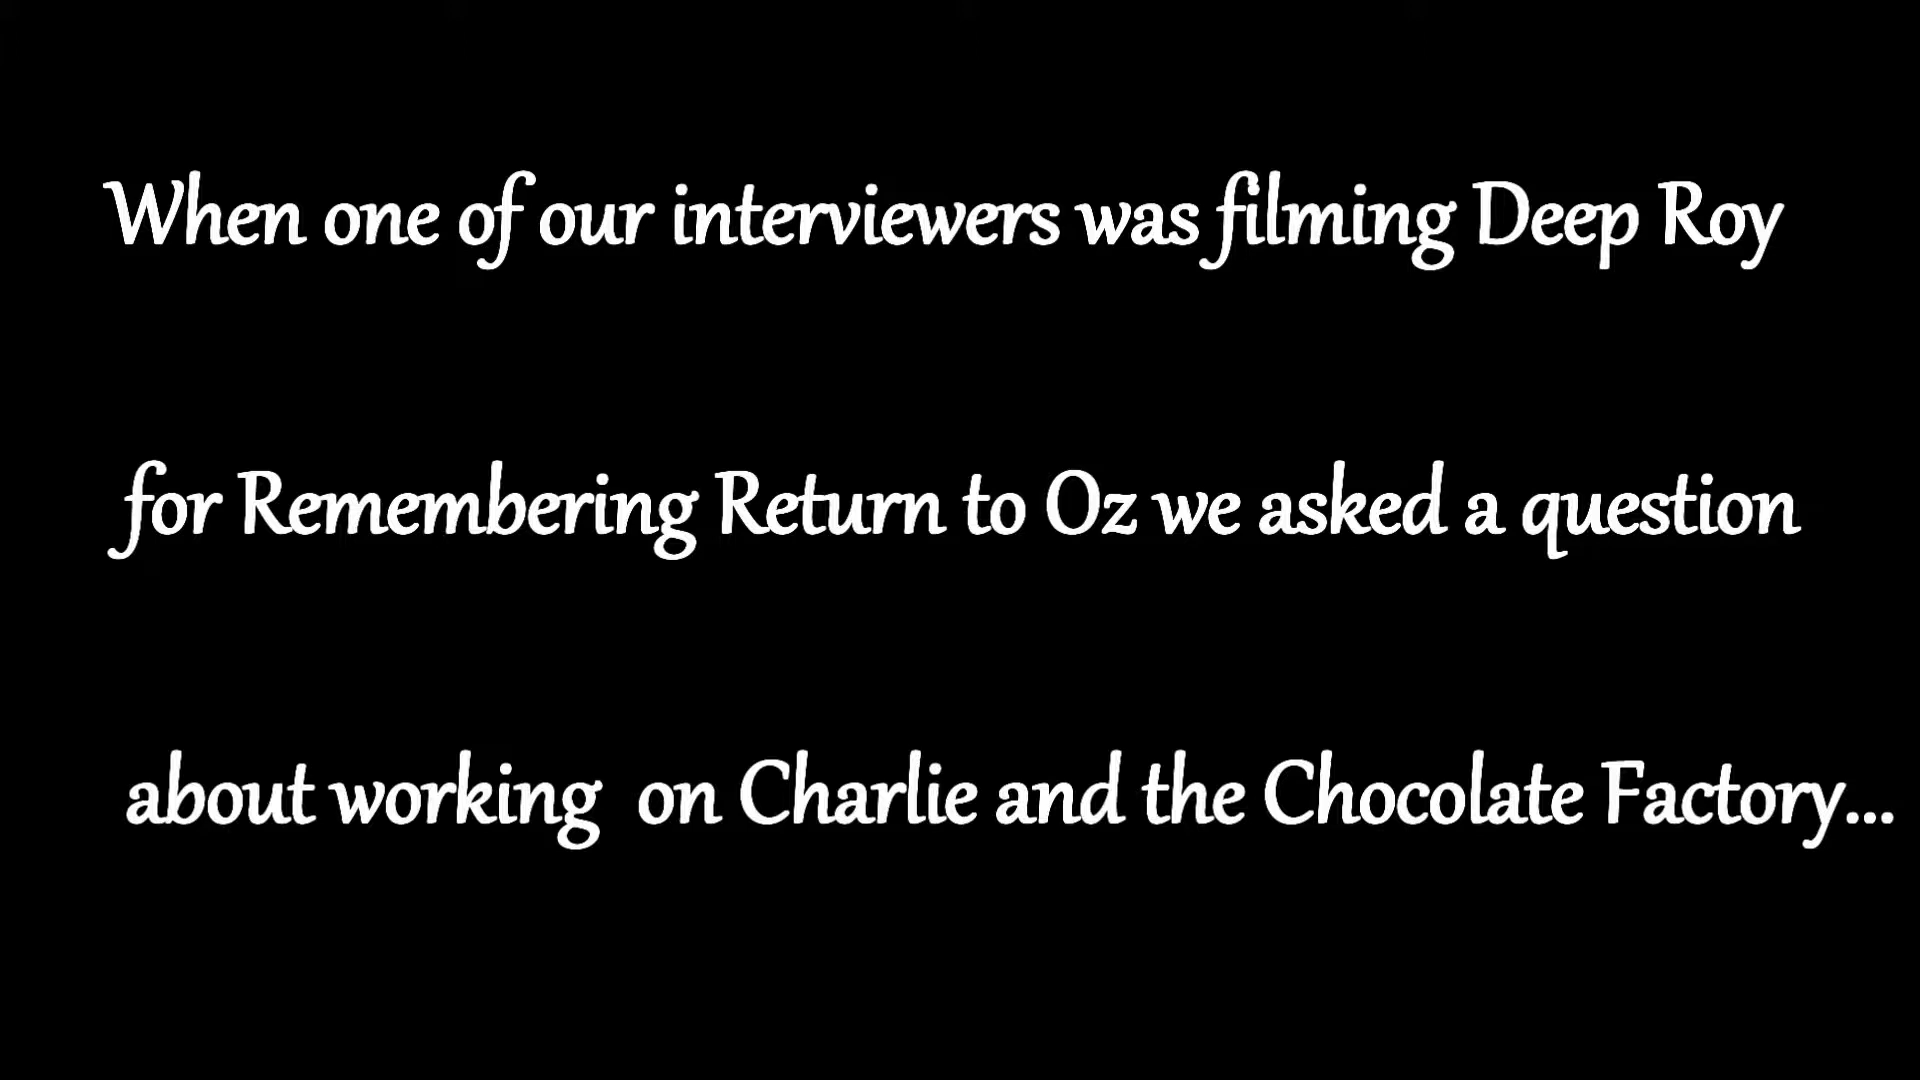 When one of our interviewers was filming Deep Roy
for Remembering Return to Oz we asked a question
about working  on Charlie and the Chocolate Factory...